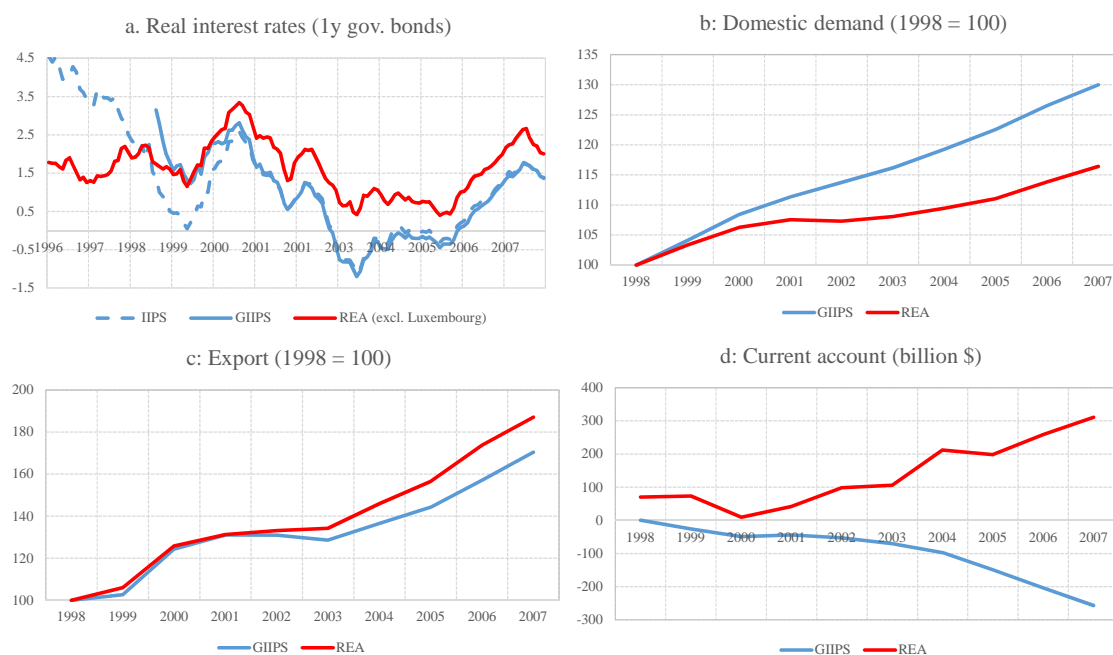 a. Real interest rates (1y gov. bonds)
4.5
3.5
2.5
1.5
0.5
-0.5
-1.5
1996 1997 1998 1999 2000 2001 2001 2003 2004 2005 2006 2007
IIPS GIIPS REA (excl. Luxembourg)
b: Domestic demand (1998 = 100)
135
130
125
120
115
110
105
100
1998 1999 2000 2001 2002 2003 2004 2005 2006 2007
GIIPS REA
c: Export (1998 = 100)
200
180
160
140
120
100
1998 1999 2000 2001 2002 2003 2004 2005 2006 2007
GIIPS REA
d: Current account (billion $)
400
300
200
100
0
-100
-200
-300
1998 1999 2000 2001 2002 2003 2004 2005 2006 2007
GIIPS REA